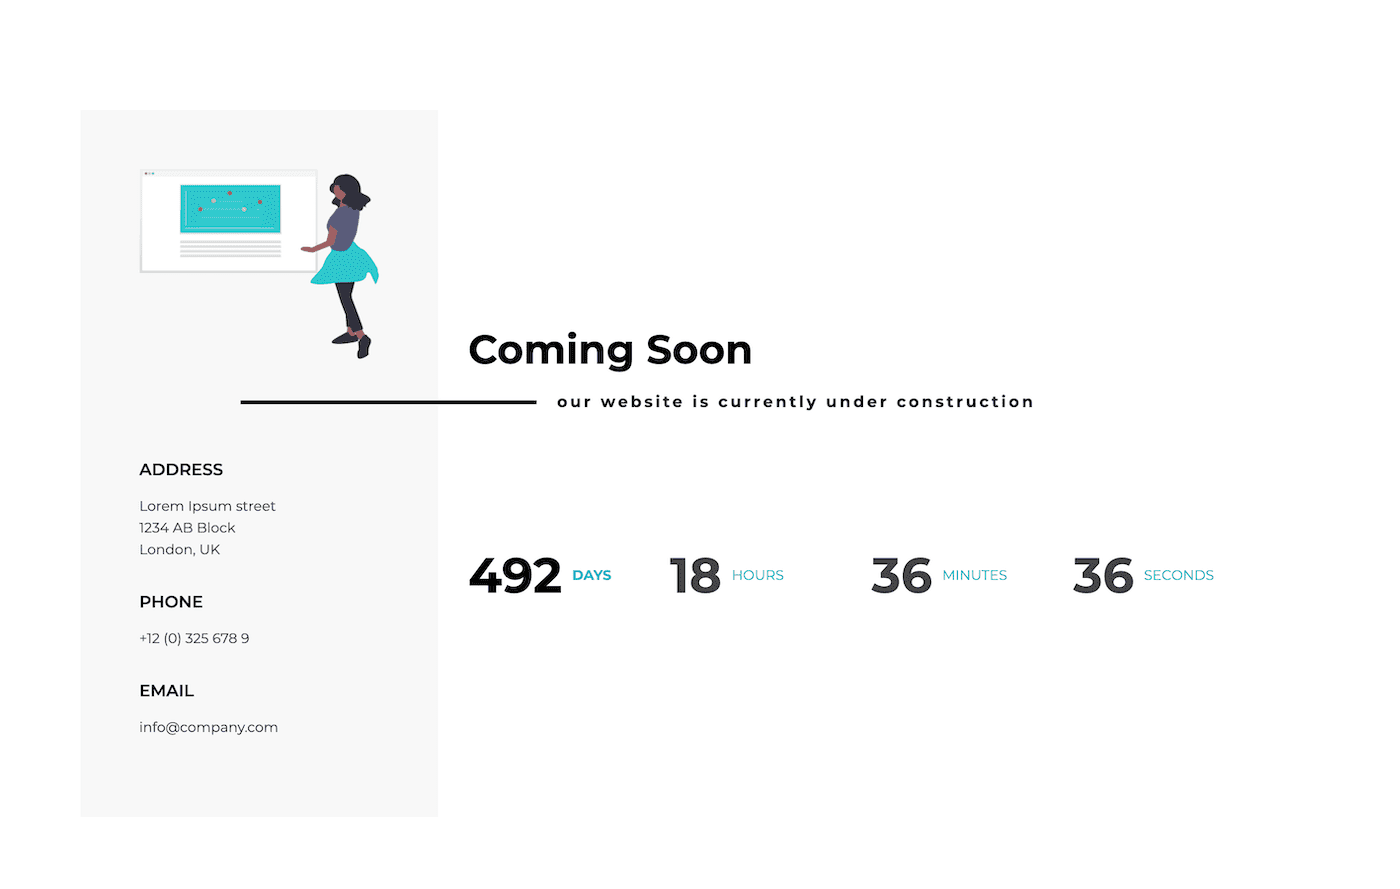 Coming Soon
our website is currently under construction
ADDRESS
Lorem Ipsum street
1234 AB Block
London, UK
PHONE
+12 (0) 325 678 9
EMAIL
info@company.com
492 DAYS 18 HOURS 36 MINUTES 36 SECONDS